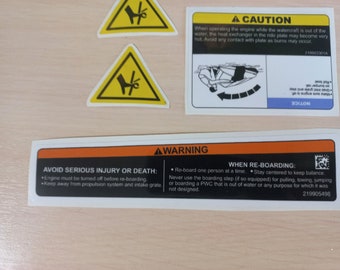 CAUTION
When operating the engine while the watercraft is out of the
water, the heat exchanger in the ride plate may become very
hot. Avoid any contact with plate as burns may occur.
219902361A
NOTICE
WARNING
AVOID SERIOUS INJURY OR DEATH:
•Engine must be turned off before re-boarding.
•Keep away from propulsion system and intake grate.
WHEN RE-BOARDING:
•Re-board one person at a time. •Stay centered to keep balance.
Never use the boarding step (if so equipped) for pulling, towing, jumping
or boarding a PWC that is out of water or any purpose for which it was
not designed.
219905495